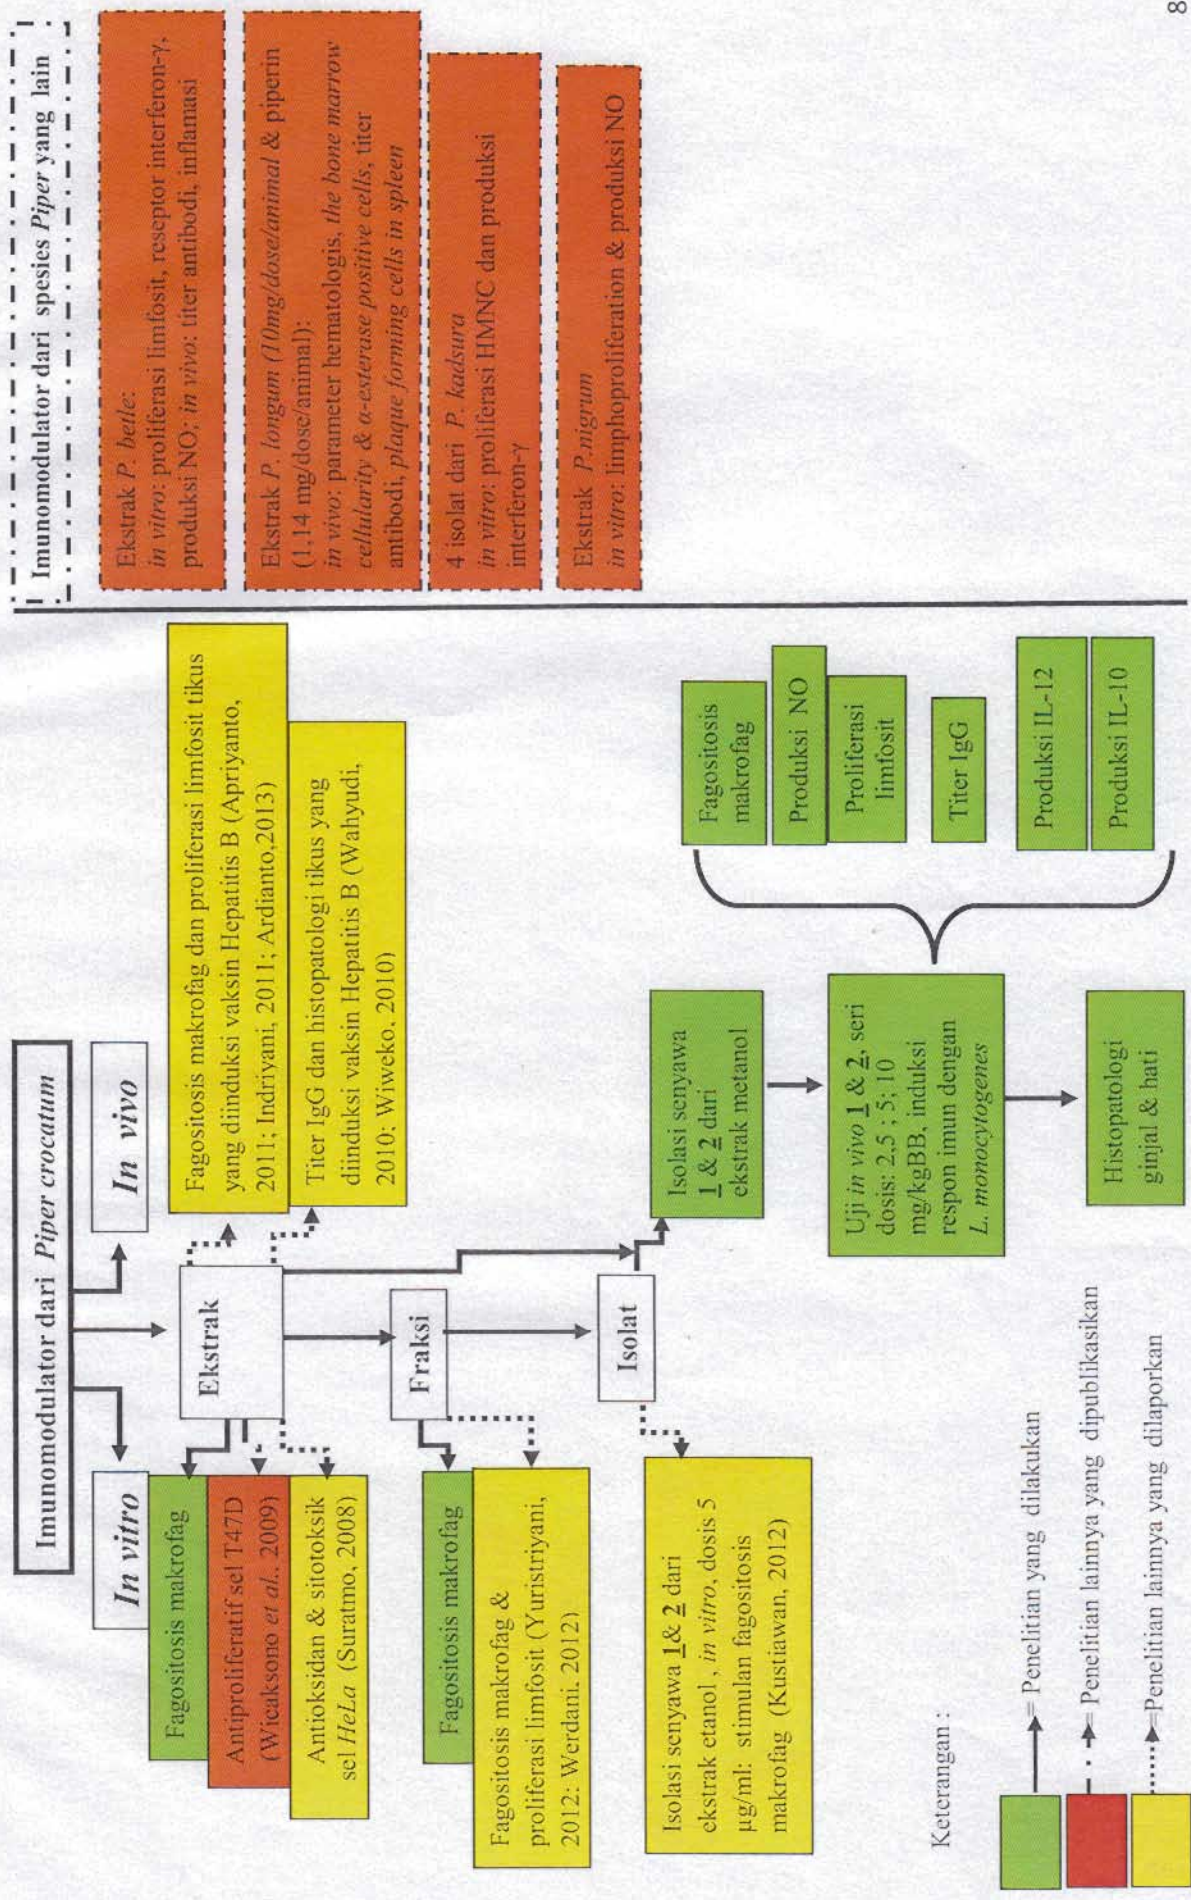 Imunomodulator dari Piper crocatum
In vitro
In vivo
Fagositosis makrofag
Antiproliferatif sel T47D
(Wicaksono et al., 2009)
Antioksidan & sitotoksik
sel HeLa (Suratmo, 2008)
Ekstrak
Fagositosis makrofag dan proliferasi limfosit tikus
yang diinduksi vaksin Hepatitis B (Apriyanto,
2011; Indriyani, 2011; Ardianto,2013)
Titer IgG dan histopatologi tikus yang
diinduksi vaksin Hepatitis B (Wahyudi,
2010; Wiweko, 2010)
Fagositosis makrofag
Fagositosis makrofag &
proliferasi limfosit (Yuristriyani,
2012; Werdani, 2012)
Fraksi
Isolat
Isolasi senyawa 1& 2 dari
ekstrak etanol , in vitro, dosis 5
µg/ml: stimulan fagositosis
makrofag (Kustiawan, 2012)
Isolasi senyawa
1 & 2 dari
ekstrak metanol
Uji in vivo 1 & 2, seri
dosis: 2,5 ; 5; 10
mg/kgBB, induksi
respon imun dengan
L. monocytogenes
Histopatologi
ginjal & hati
Fagositosis
makrofag
Produksi NO
Proliferasi
limfosit
Titer IgG
Produksi IL-12
Produksi IL-10
Keterangan :
= Penelitian yang dilakukan
=Penelitian lainnya yang dipublikasikan
=Penelitian lainnya yang dilaporkan
Imunomodulator dari spesies Piper yang lain
Ekstrak P. betle:
in vitro: proliferasi limfosit, reseptor interferon-γ,
produksi NO; in vivo: titer antibodi, inflamasi
Ekstrak P. longum (10mg/dose/animal & piperin
(1,14 mg/dose/animal):
in vivo: parameter hematologis, the bone marrow
cellularity & α-esterase positive cells, titer
antibodi, plaque forming cells in spleen
4 isolat dari P. kadsura
in vitro: proliferasi HMNC dan produksi
interferon-γ
Ekstrak P.nigrum
in vitro: limphoproliferation & produksi NO
8